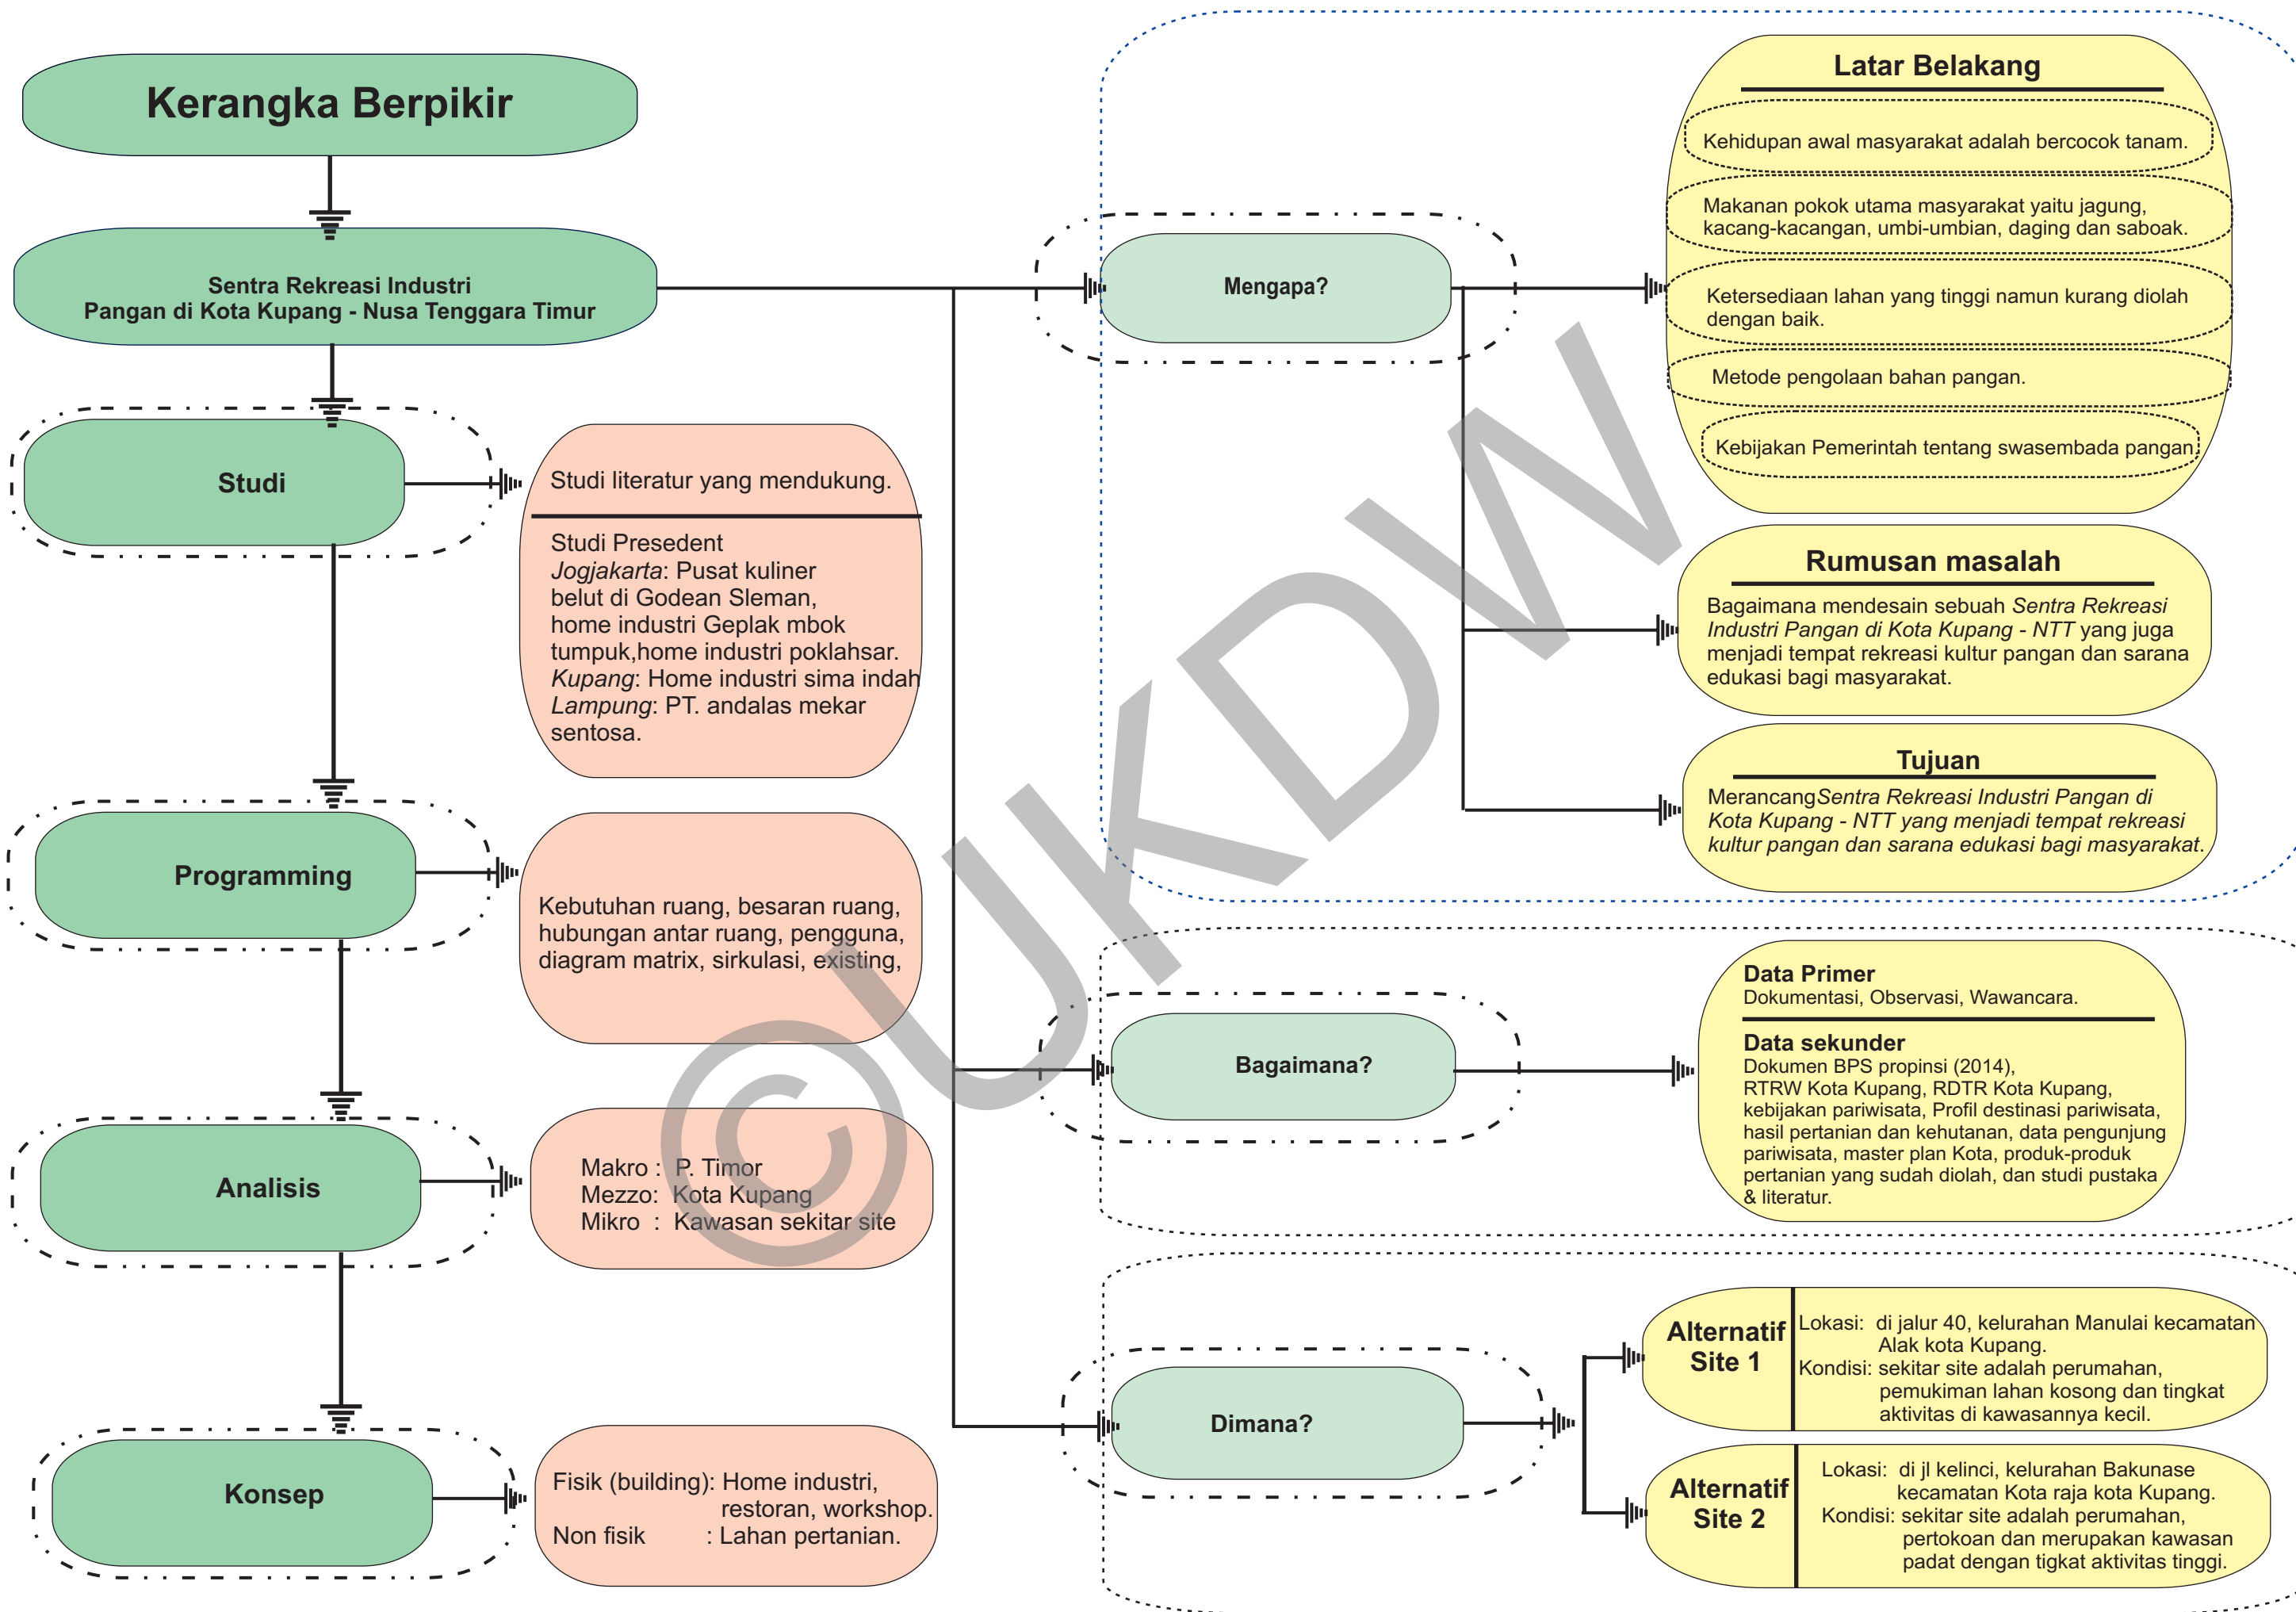 Kerangka Berpikir
Sentra Rekreasi Industri
Pangan di Kota Kupang - Nusa Tenggara Timur
Studi
Studi literatur yang mendukung.
Studi Presedent
Jogjakarta: Pusat kuliner
belut di Godean Sleman,
home industri Geplak mbok
tumpuk,home industri poklahsar.
Kupang: Home industri sima indah
Lampung: PT. andalas mekar
sentosa.
Programming
Kebutuhan ruang, besaran ruang,
hubungan antar ruang, pengguna,
diagram matrix, sirkulasi, existing,
Analisis
Makro : P. Timor
Mezzo: Kota Kupang
Mikro : Kawasan sekitar site
Konsep
Fisik (building): Home industri,
restoran, workshop.
Non fisik : Lahan pertanian.
Mengapa?
Latar Belakang
Kehidupan awal masyarakat adalah bercocok tanam.
Makanan pokok utama masyarakat yaitu jagung,
kacang-kacangan, umbi-umbian, daging dan saboak.
Ketersediaan lahan yang tinggi namun kurang diolah
dengan baik.
Metode pengolaan bahan pangan.
Kebijakan Pemerintah tentang swasembada pangan.
Rumusan masalah
Bagaimana mendesain sebuah Sentra Rekreasi
Industri Pangan di Kota Kupang - NTT yang juga
menjadi tempat rekreasi kultur pangan dan sarana
edukasi bagi masyarakat.
Tujuan
MerancangSentra Rekreasi Industri Pangan di
Kota Kupang - NTT yang menjadi tempat rekreasi
kultur pangan dan sarana edukasi bagi masyarakat.
Bagaimana?
Data Primer
Dokumentasi, Observasi, Wawancara.
Data sekunder
Dokumen BPS propinsi (2014),
RTRW Kota Kupang, RDTR Kota Kupang,
kebijakan pariwisata, Profil destinasi pariwisata,
hasil pertanian dan kehutanan, data pengunjung
pariwisata, master plan Kota, produk-produk
pertanian yang sudah diolah, dan studi pustaka
& literatur.
Dimana?
Alternatif
Site 1
Lokasi: di jalur 40, kelurahan Manulai kecamatan
Alak kota Kupang.
Kondisi: sekitar site adalah perumahan,
pemukiman lahan kosong dan tingkat
aktivitas di kawasannya kecil.
Alternatif
Site 2
Lokasi: di jl kelinci, kelurahan Bakunase
kecamatan Kota raja kota Kupang.
Kondisi: sekitar site adalah perumahan,
pertokoan dan merupakan kawasan
padat dengan tigkat aktivitas tinggi.
©UKDW